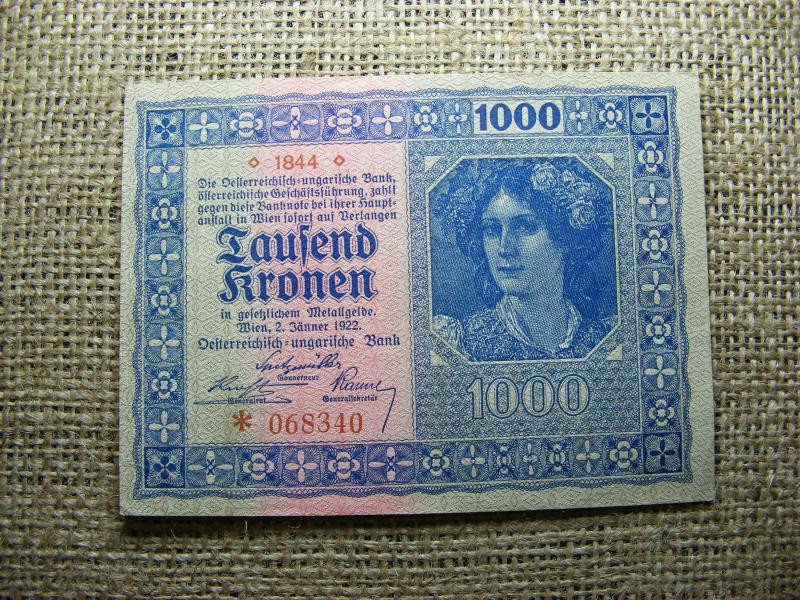 1000
◇ 1844 ◇
Die Oesterreichisch-ungarische Bank,
österreichische Geschäftsführung, zahlt
gegen diese Banknote bei ihrer Haupt-
anstalt in Wien sofort auf Verlangen
Tausend
Kronen
in gesetzlichem Metallgelde.
Wien, 2. Jänner 1922.
Oesterreichisch-ungarische Bank
Spitzmüller
Gouverneur
Generalrat
Generalsekretär
* 068340
1000